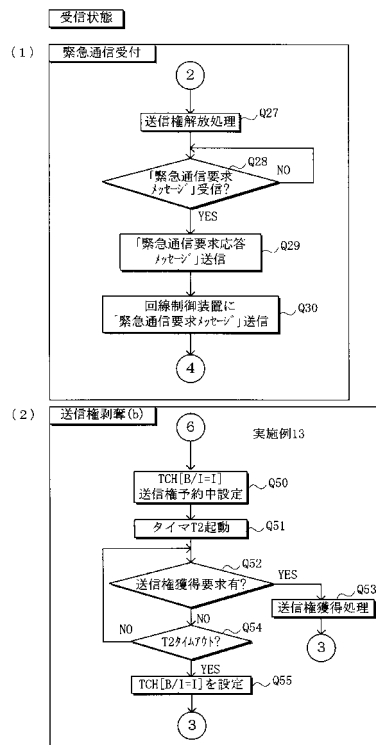 受信状態
(1) 緊急通信受付
2
送信権解放処理 Q27
Q28
「緊急通信要求
メッセージ」受信?
NO
YES
「緊急通信要求応答
メッセージ」送信
Q29
回線制御装置に
「緊急通信要求メッセージ」送信
Q30
4
(2) 送信権剥奪(b)
6
実施例13
TCH[B/I=I]
送信権予約中設定
Q50
タイマT2起動 Q51
Q52
送信権獲得要求有?
YES
Q53
送信権獲得処理
NO
3
Q54
NO
T2タイムアウト?
YES
TCH[B/I=I]を設定 Q55
3